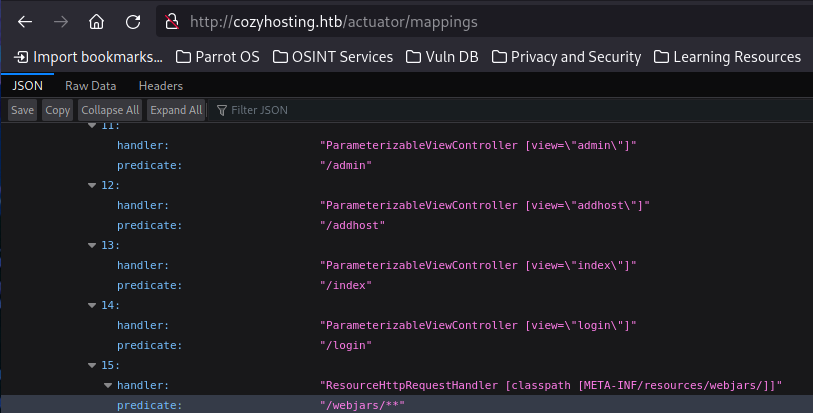 http://cozyhosting.htb/actuator/mappings
Import bookmarks... Parrot OS OSINT Services Vuln DB Privacy and Security Learning Resources
JSON Raw Data Headers
Save Copy Collapse All Expand All Filter JSON
11:
handler: "ParameterizableViewController [view=\"admin\"]"
predicate: "/admin"
12:
handler: "ParameterizableViewController [view=\"addhost\"]"
predicate: "/addhost"
13:
handler: "ParameterizableViewController [view=\"index\"]"
predicate: "/index"
14:
handler: "ParameterizableViewController [view=\"login\"]"
predicate: "/login"
15:
handler: "ResourceHttpRequestHandler [classpath [META-INF/resources/webjars/]]"
predicate: "/webjars/**"